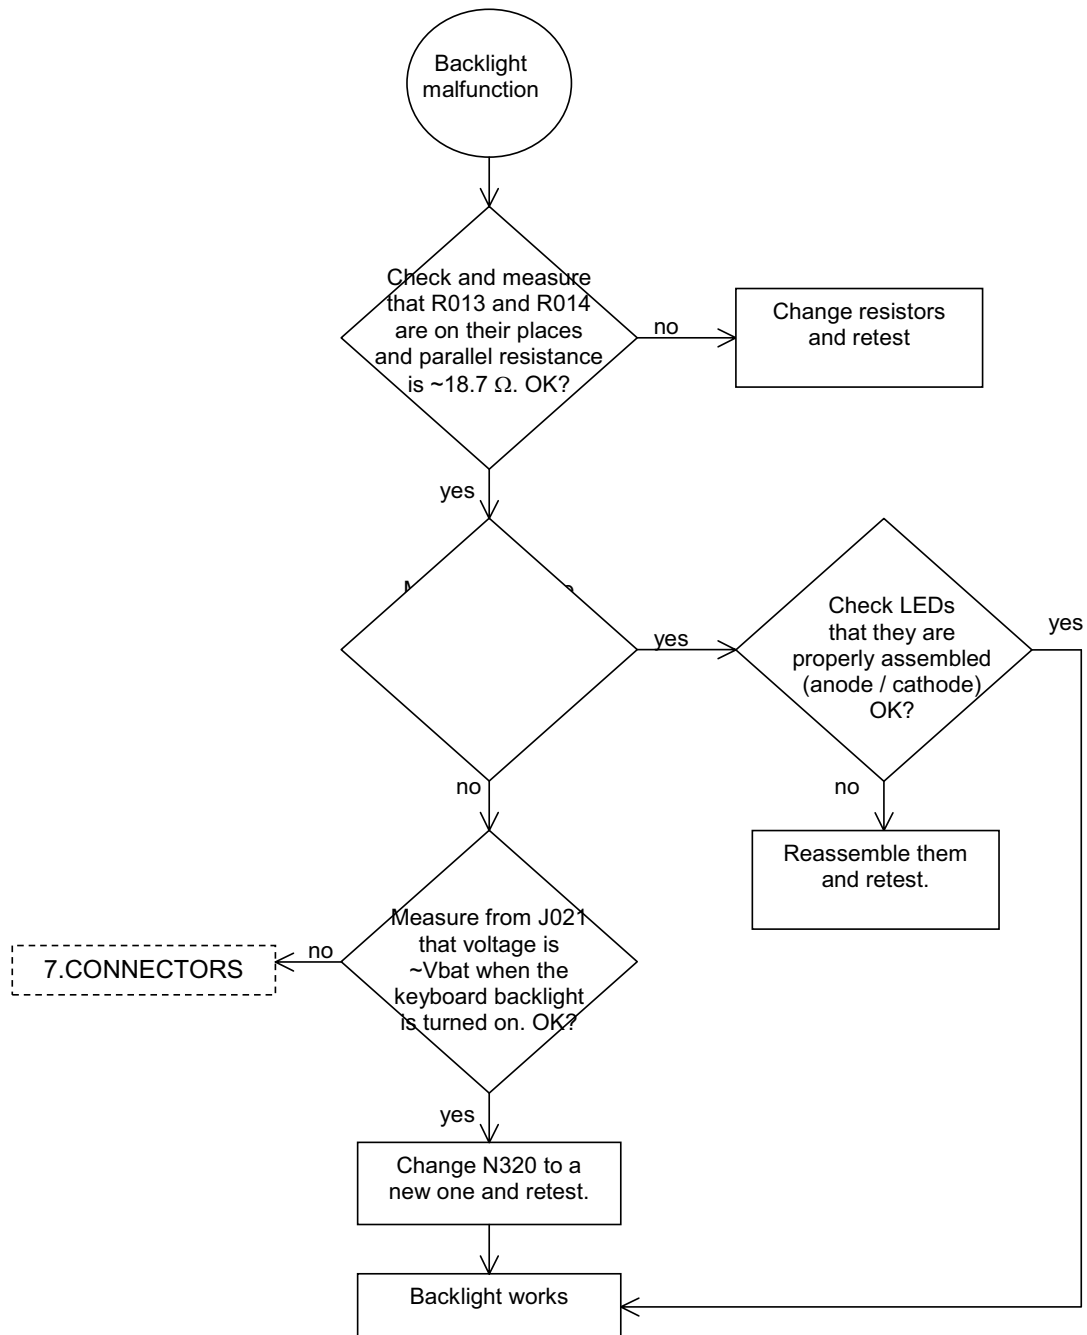 Backlight
malfunction
Check and measure
that R013 and R014
are on their places
and parallel resistance
is ~18.7 Ω. OK?
no
Change resistors
and retest
yes
yes
Check LEDs
that they are
properly assembled
(anode / cathode)
OK?
yes
no
no
Reassemble them
and retest.
Measure from J021
that voltage is
~Vbat when the
keyboard backlight
is turned on. OK?
no
7.CONNECTORS
yes
Change N320 to a
new one and retest.
Backlight works